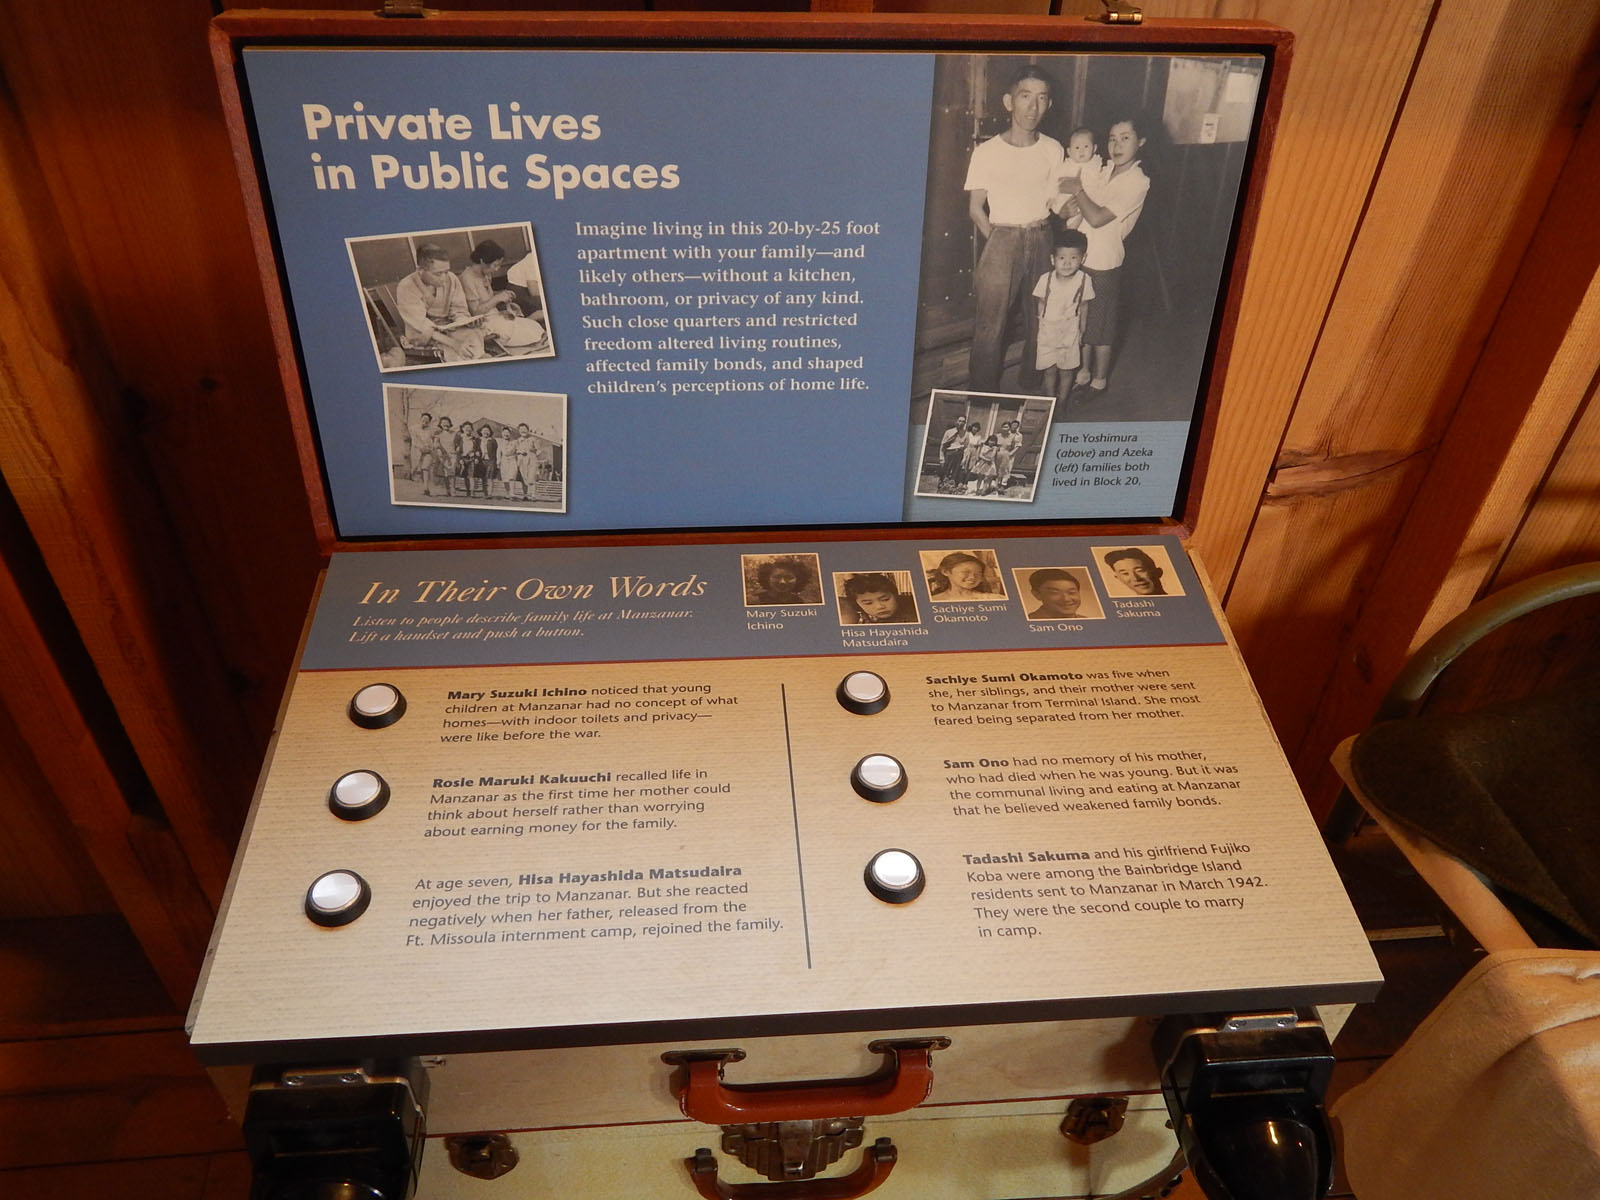 Private Lives
in Public Spaces
Imagine living in this 20-by-25 foot
apartment with your family—and
likely others—without a kitchen,
bathroom, or privacy of any kind.
Such close quarters and restricted
freedom altered living routines,
affected family bonds, and shaped
children's perceptions of home life.
The Yoshimura
(above) and Azeka
(left) families both
lived in Block 20.
In Their Own Words
Listen to people describe family life at Manzanar.
Lift a handset and push a button.
Mary Suzuki
Ichino
Hisa Hayashida
Matsudaira
Sachiye Sumi
Okamoto
Sam Ono
Tadashi
Sakuma
Mary Suzuki Ichino noticed that young
children at Manzanar had no concept of what
homes—with indoor toilets and privacy—
were like before the war.
Rosie Maruki Kakuuchi recalled life in
Manzanar as the first time her mother could
think about herself rather than worrying
about earning money for the family.
At age seven, Hisa Hayashida Matsudaira
enjoyed the trip to Manzanar. But she reacted
negatively when her father, released from the
Ft. Missoula internment camp, rejoined the family.
Sachiye Sumi Okamoto was five when
she, her siblings, and their mother were sent
to Manzanar from Terminal Island. She most
feared being separated from her mother.
Sam Ono had no memory of his mother,
who had died when he was young. But it was
the communal living and eating at Manzanar
that he believed weakened family bonds.
Tadashi Sakuma and his girlfriend Fujiko
Koba were among the Bainbridge Island
residents sent to Manzanar in March 1942.
They were the second couple to marry
in camp.